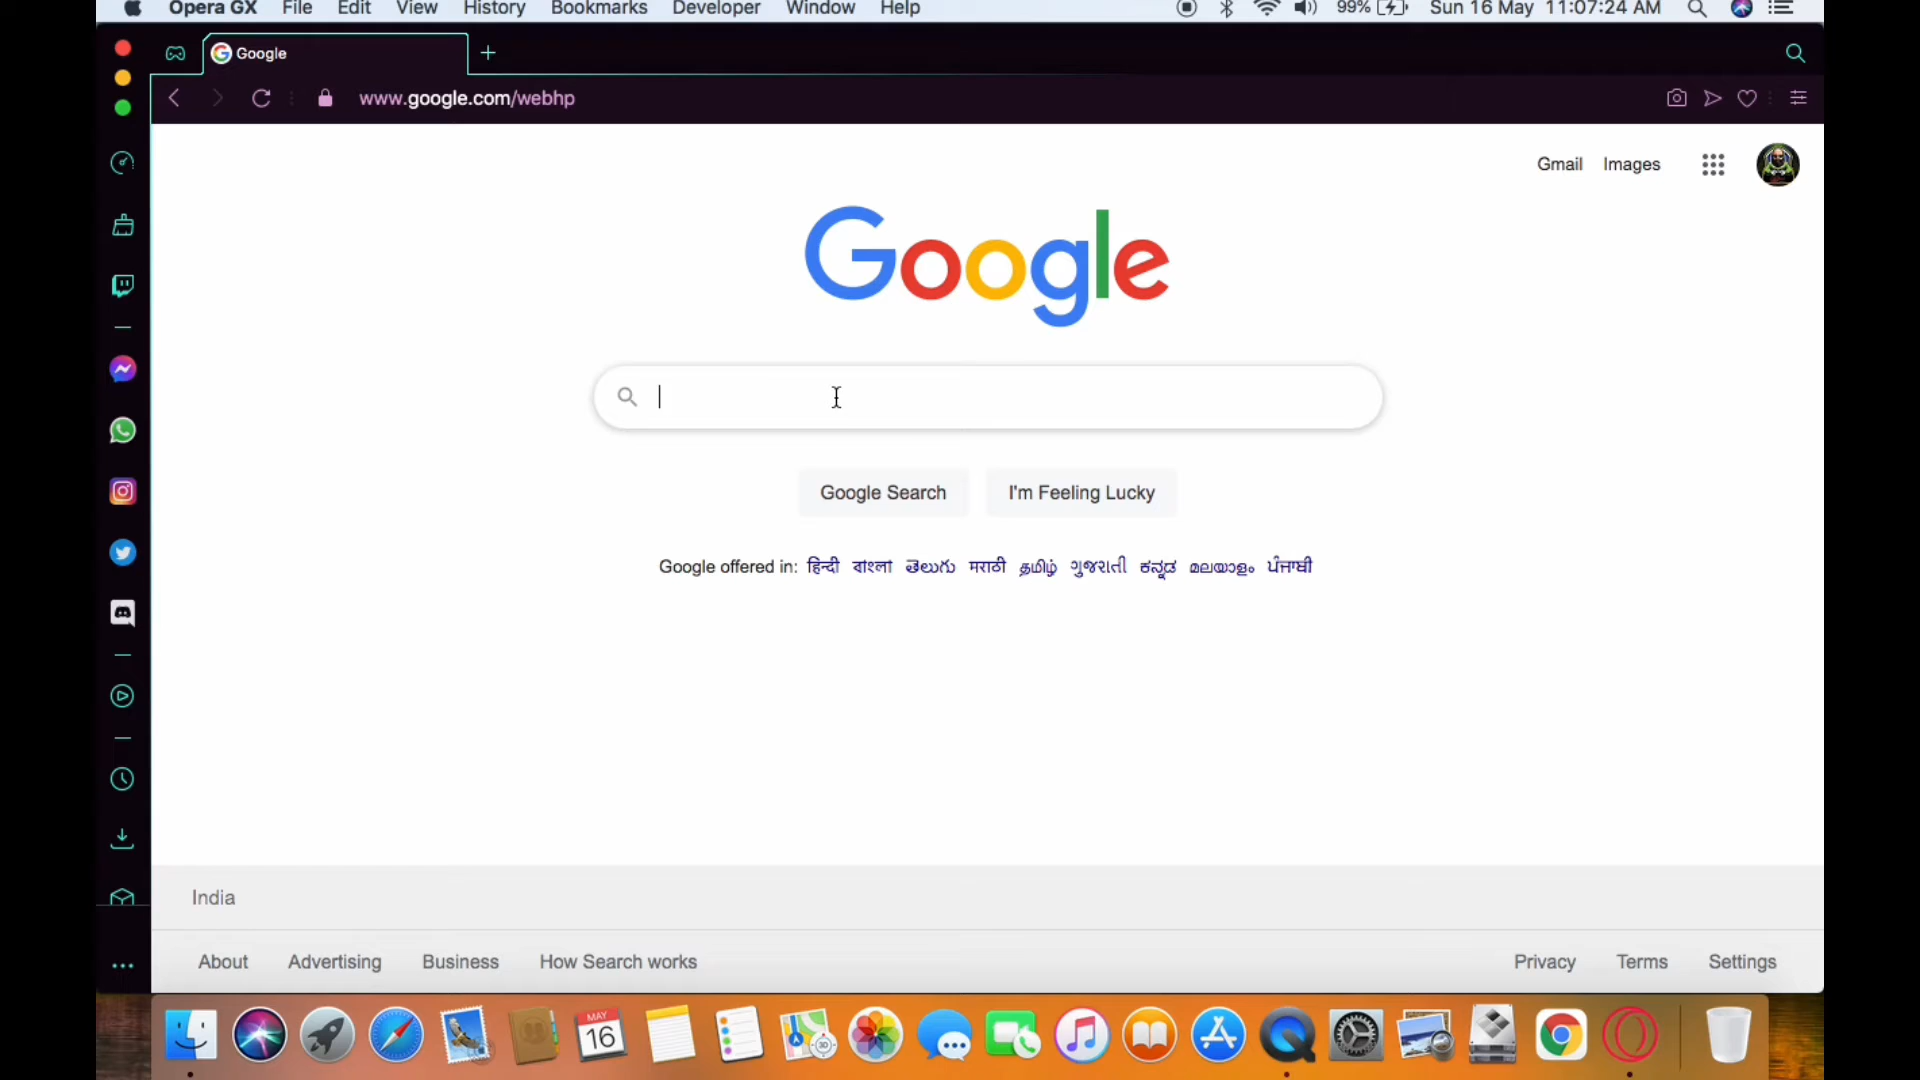 Opera GX File Edit View History Bookmarks Developer Window Help 99% Sun 16 May 11:07:24 AM
Google
www.google.com/webhp
Gmail Images
Google
Google Search I'm Feeling Lucky
Google offered in: हिन्दी বাংলা తెలుగు मराठी தமிழ் ગુજરાતી ಕನ್ನಡ മലയാളം ਪੰਜਾਬੀ
India
About Advertising Business How Search works Privacy Terms Settings
MAY
16
3D